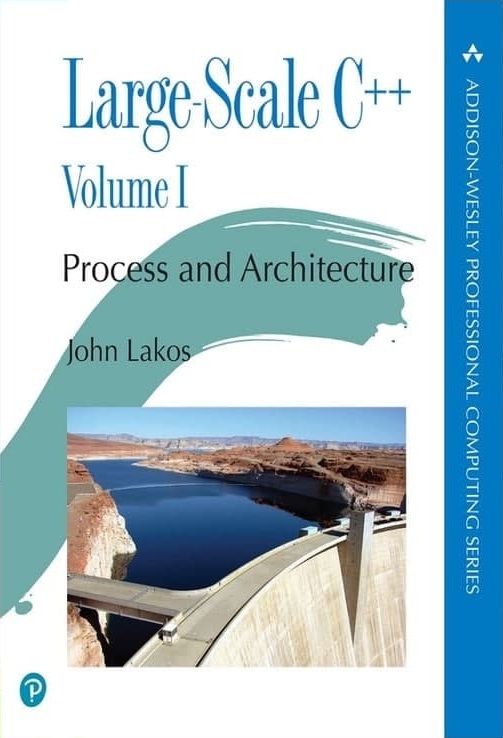 Large-Scale C++
Volume I
Process and Architecture
John Lakos
ADDISON-WESLEY PROFESSIONAL COMPUTING SERIES
P